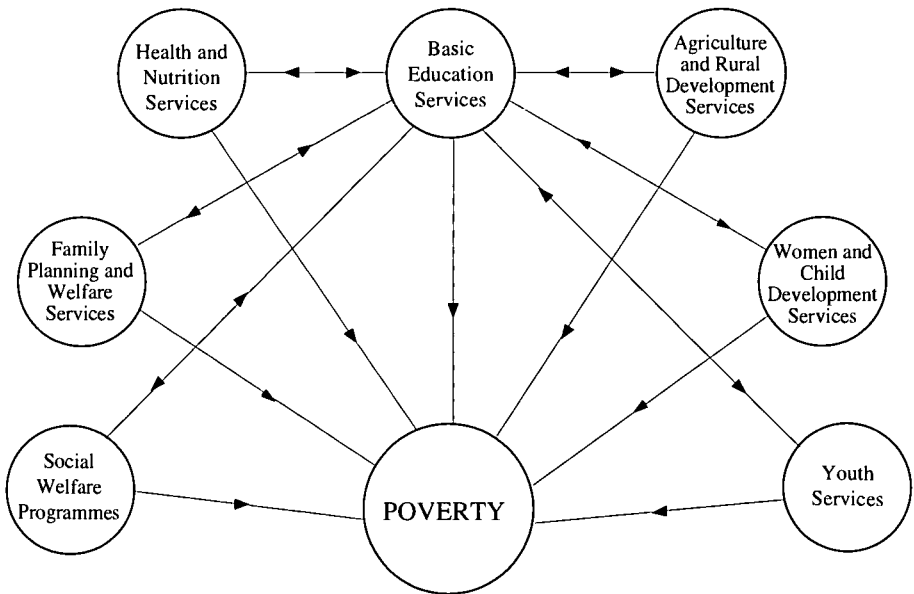 Health and
Nutrition
Services
Basic
Education
Services
Agriculture
and Rural
Development
Services
Family
Planning and
Welfare
Services
Women and
Child
Development
Services
Social
Welfare
Programmes
POVERTY
Youth
Services